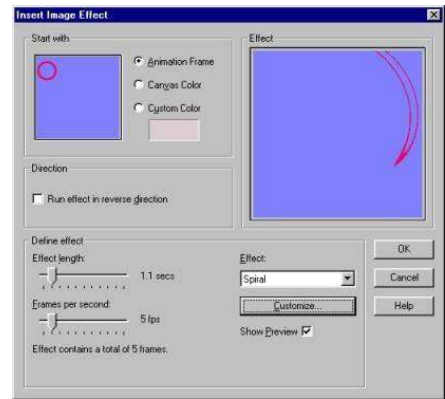 Insert Image Effect
Start with
Animation Frame
Canvas Color
Custom Color
Effect
Direction
Run effect in reverse direction
Define effect
Effect length:
1.1 secs
Frames per second:
5 fps
Effect contains a total of 5 frames.
Effect:
Spiral
Customize...
Show Preview
OK
Cancel
Help